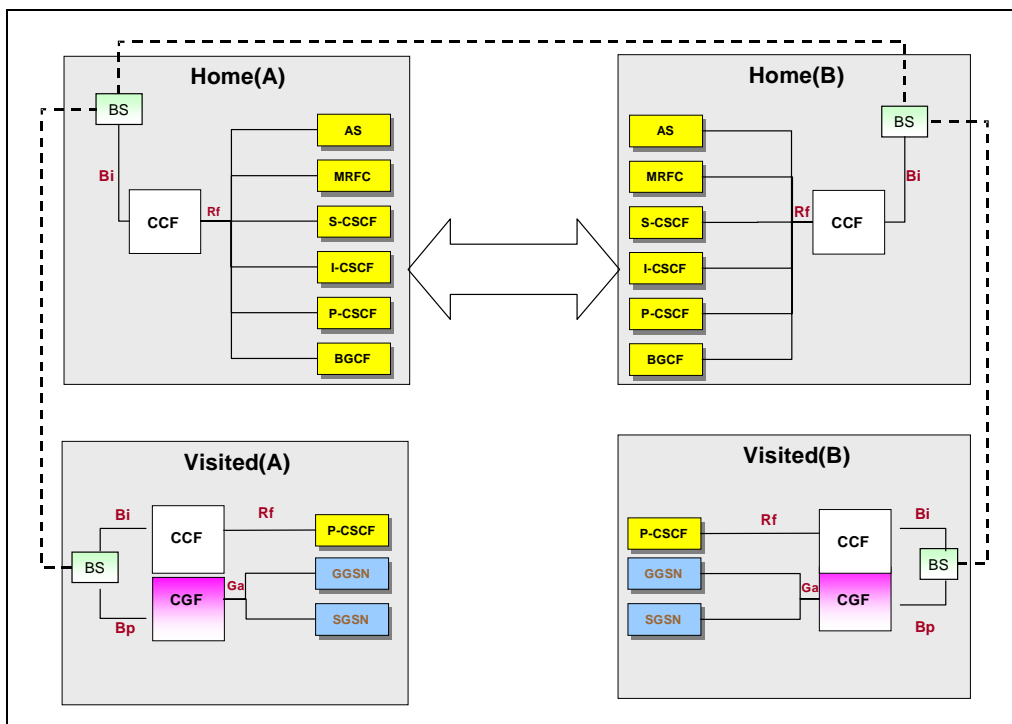 Home(A)
BS
Bi
CCF
Rf
AS
MRFC
S-CSCF
I-CSCF
P-CSCF
BGCF
Home(B)
AS
MRFC
S-CSCF
I-CSCF
P-CSCF
BGCF
Rf
CCF
Bi
BS
Visited(A)
BS
Bi
Bp
CCF
CGF
Rf
Ga
P-CSCF
GGSN
SGSN
Visited(B)
P-CSCF
GGSN
SGSN
Rf
Ga
CCF
CGF
Bi
Bp
BS